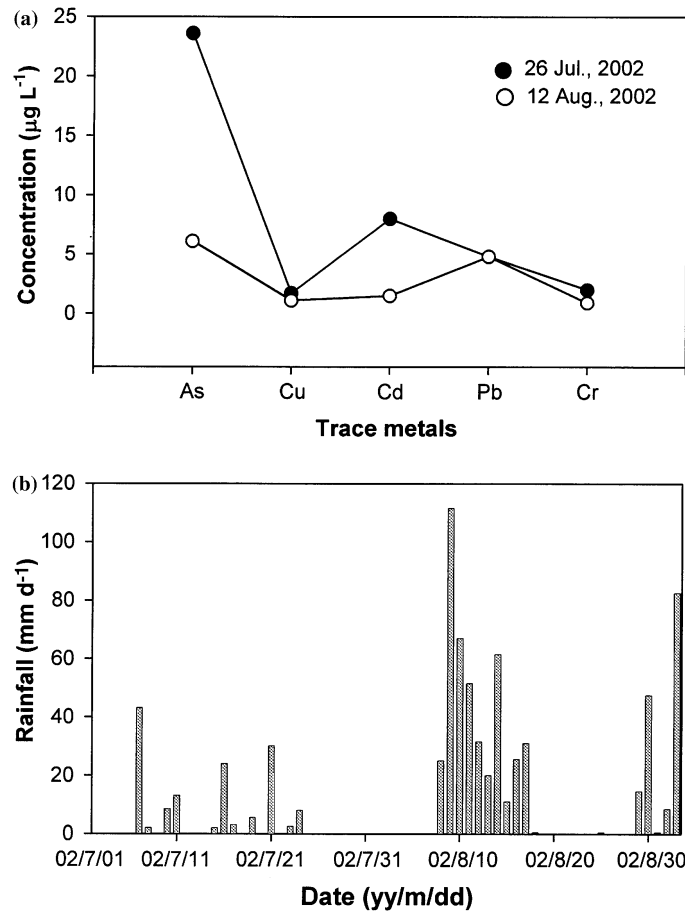 (a)
25
20
15
10
5
0
Concentration (µg L⁻¹)
26 Jul., 2002
12 Aug., 2002
As Cu Cd Pb Cr
Trace metals
(b)
120
100
80
60
40
20
0
Rainfall (mm d⁻¹)
02/7/01 02/7/11 02/7/21 02/7/31 02/8/10 02/8/20 02/8/30
Date (yy/m/dd)